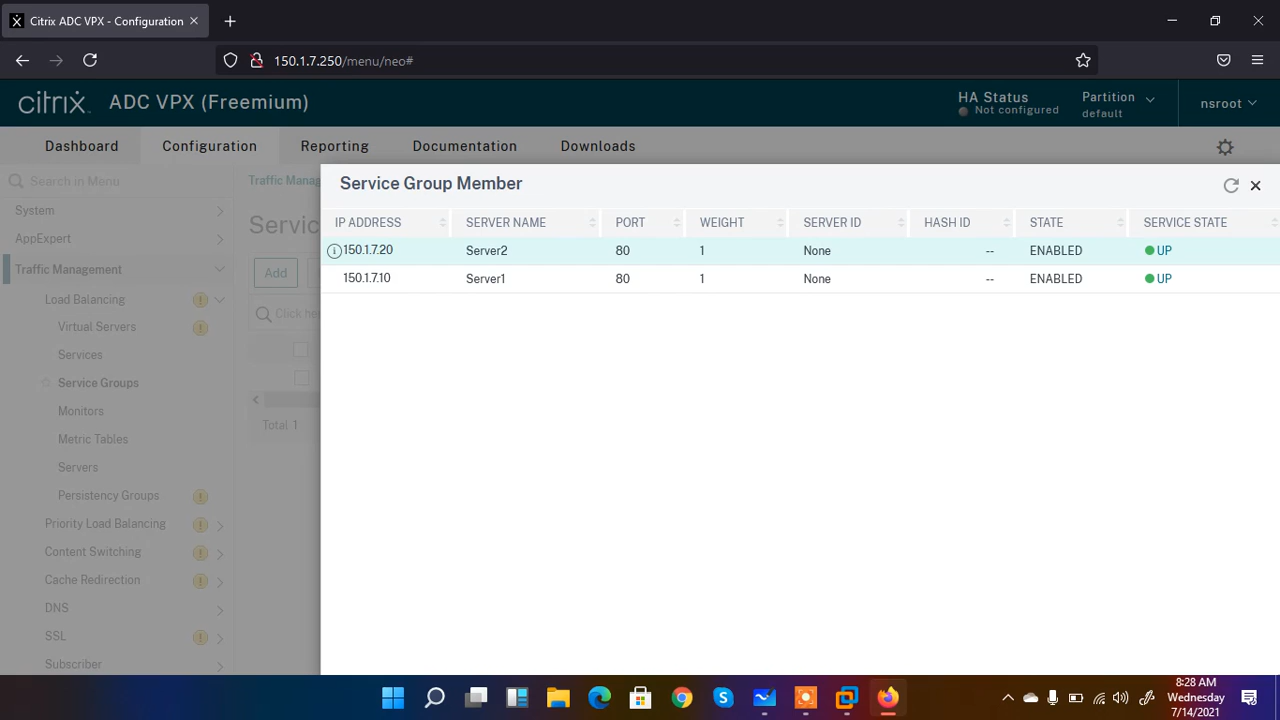 Citrix ADC VPX - Configuration
150.1.7.250/menu/neo#
citrix ADC VPX (Freemium)
HA Status
Not configured
Partition
default
nsroot
Dashboard Configuration Reporting Documentation Downloads
Search in Menu
System
AppExpert
Traffic Management
Load Balancing
Virtual Servers
Services
Service Groups
Monitors
Metric Tables
Servers
Persistency Groups
Priority Load Balancing
Content Switching
Cache Redirection
DNS
SSL
Subscriber
Traffic Manag
Servic
Add
Click he
Total 1
Service Group Member
IP ADDRESS SERVER NAME PORT WEIGHT SERVER ID HASH ID STATE SERVICE STATE
150.1.7.20 Server2 80 1 None -- ENABLED UP
150.1.7.10 Server1 80 1 None -- ENABLED UP
8:28 AM
Wednesday
7/14/2021